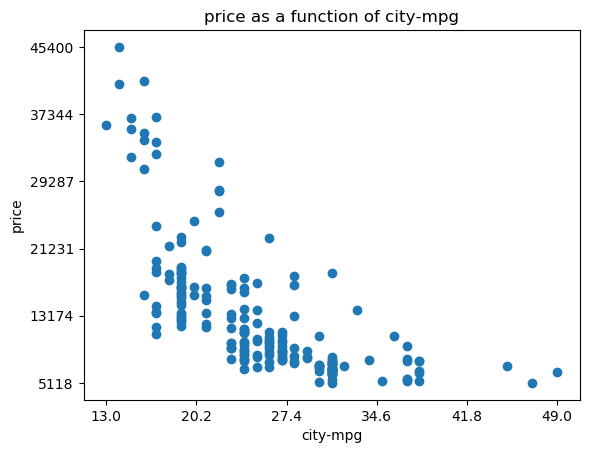 price as a function of city-mpg
45400
37344
29287
21231
13174
5118
price
13.0 20.2 27.4 34.6 41.8 49.0
city-mpg